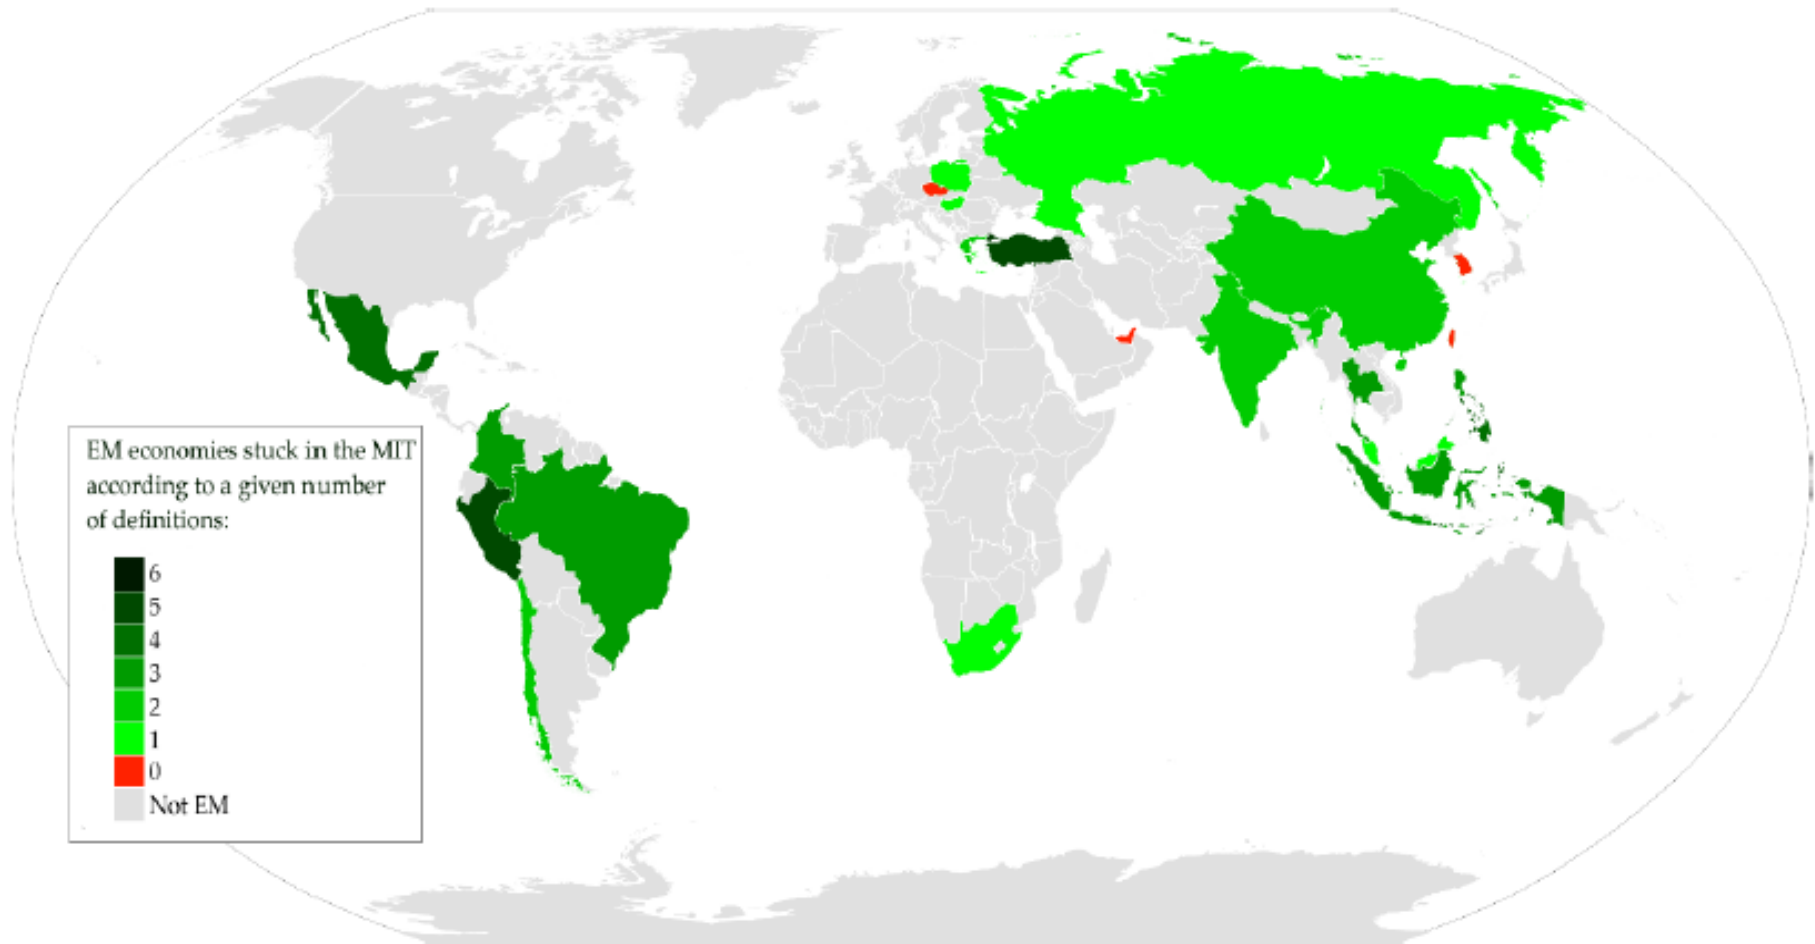 EM economies stuck in the MIT
according to a given number
of definitions:
6
5
4
3
2
1
0
Not EM